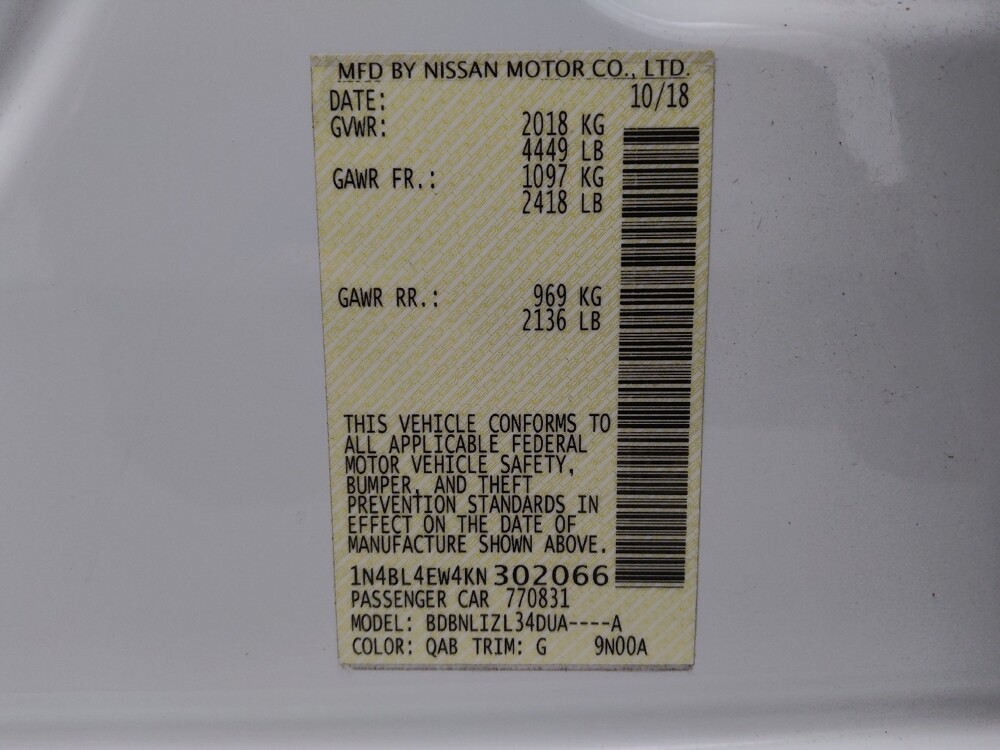 MFD BY NISSAN MOTOR CO., LTD.
DATE: 10/18
GVWR: 2018 KG
4449 LB
GAWR FR.: 1097 KG
2418 LB
GAWR RR.: 969 KG
2136 LB
THIS VEHICLE CONFORMS TO
ALL APPLICABLE FEDERAL
MOTOR VEHICLE SAFETY,
BUMPER, AND THEFT
PREVENTION STANDARDS IN
EFFECT ON THE DATE OF
MANUFACTURE SHOWN ABOVE.
1N4BL4EW4KN302066
PASSENGER CAR 770831
MODEL: BDBNLIZL34DUA----A
COLOR: QAB TRIM: G 9N00A